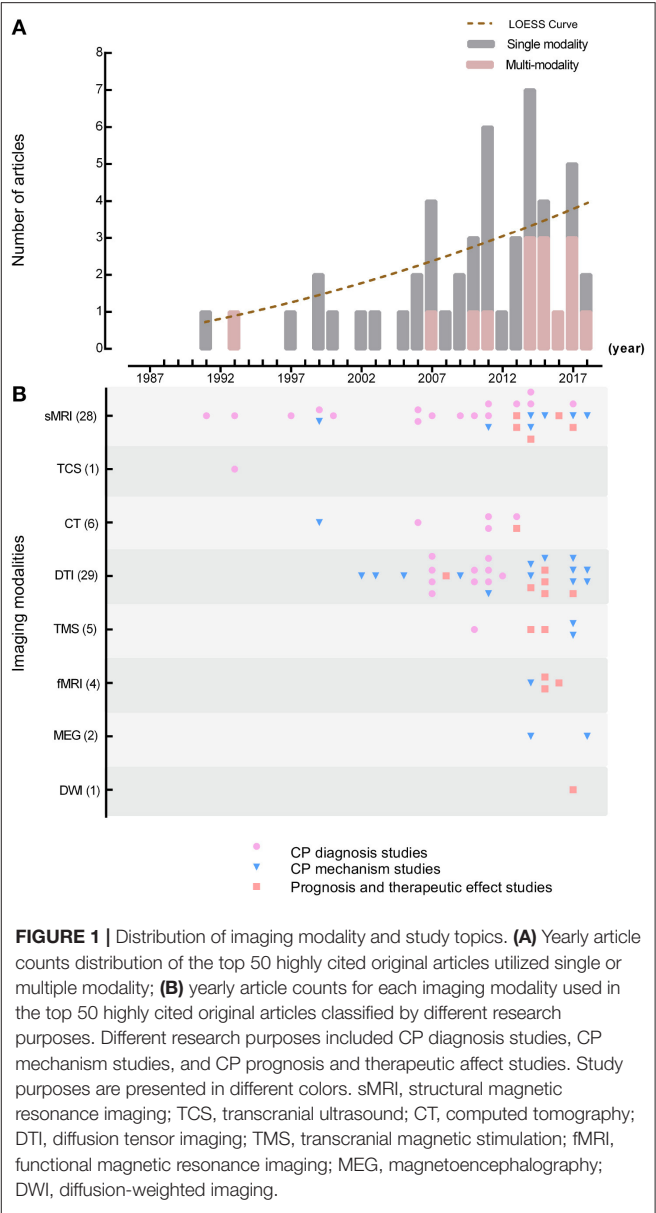 A
LOESS Curve
Single modality
Multi-modality
Number of articles
8
7
6
5
4
3
2
1
0
(year)
1987 1992 1997 2002 2007 2012 2017
B
Imaging modalities
sMRI (28)
TCS (1)
CT (6)
DTI (29)
TMS (5)
fMRI (4)
MEG (2)
DWI (1)
CP diagnosis studies
CP mechanism studies
Prognosis and therapeutic effect studies
FIGURE 1 | Distribution of imaging modality and study topics. (A) Yearly article
counts distribution of the top 50 highly cited original articles utilized single or
multiple modality; (B) yearly article counts for each imaging modality used in
the top 50 highly cited original articles classified by different research
purposes. Different research purposes included CP diagnosis studies, CP
mechanism studies, and CP prognosis and therapeutic affect studies. Study
purposes are presented in different colors. sMRI, structural magnetic
resonance imaging; TCS, transcranial ultrasound; CT, computed tomography;
DTI, diffusion tensor imaging; TMS, transcranial magnetic stimulation; fMRI,
functional magnetic resonance imaging; MEG, magnetoencephalography;
DWI, diffusion-weighted imaging.